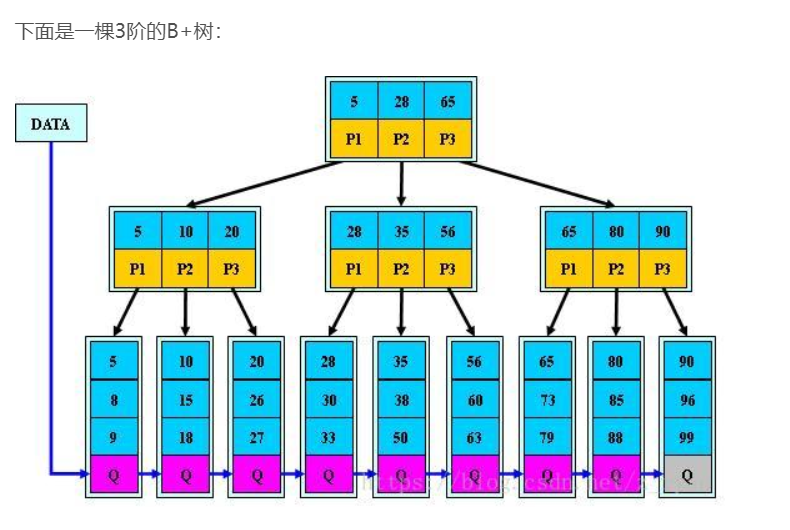 下面是一棵3阶的B+树：
5 28 65
P1 P2 P3
DATA
5 10 20
P1 P2 P3
28 35 56
P1 P2 P3
65 80 90
P1 P2 P3
5 10 20 28 35 56 65 80 90
8 15 26 30 38 60 73 85 96
9 18 27 33 50 63 79 88 99
Q Q Q Q Q Q Q Q Q